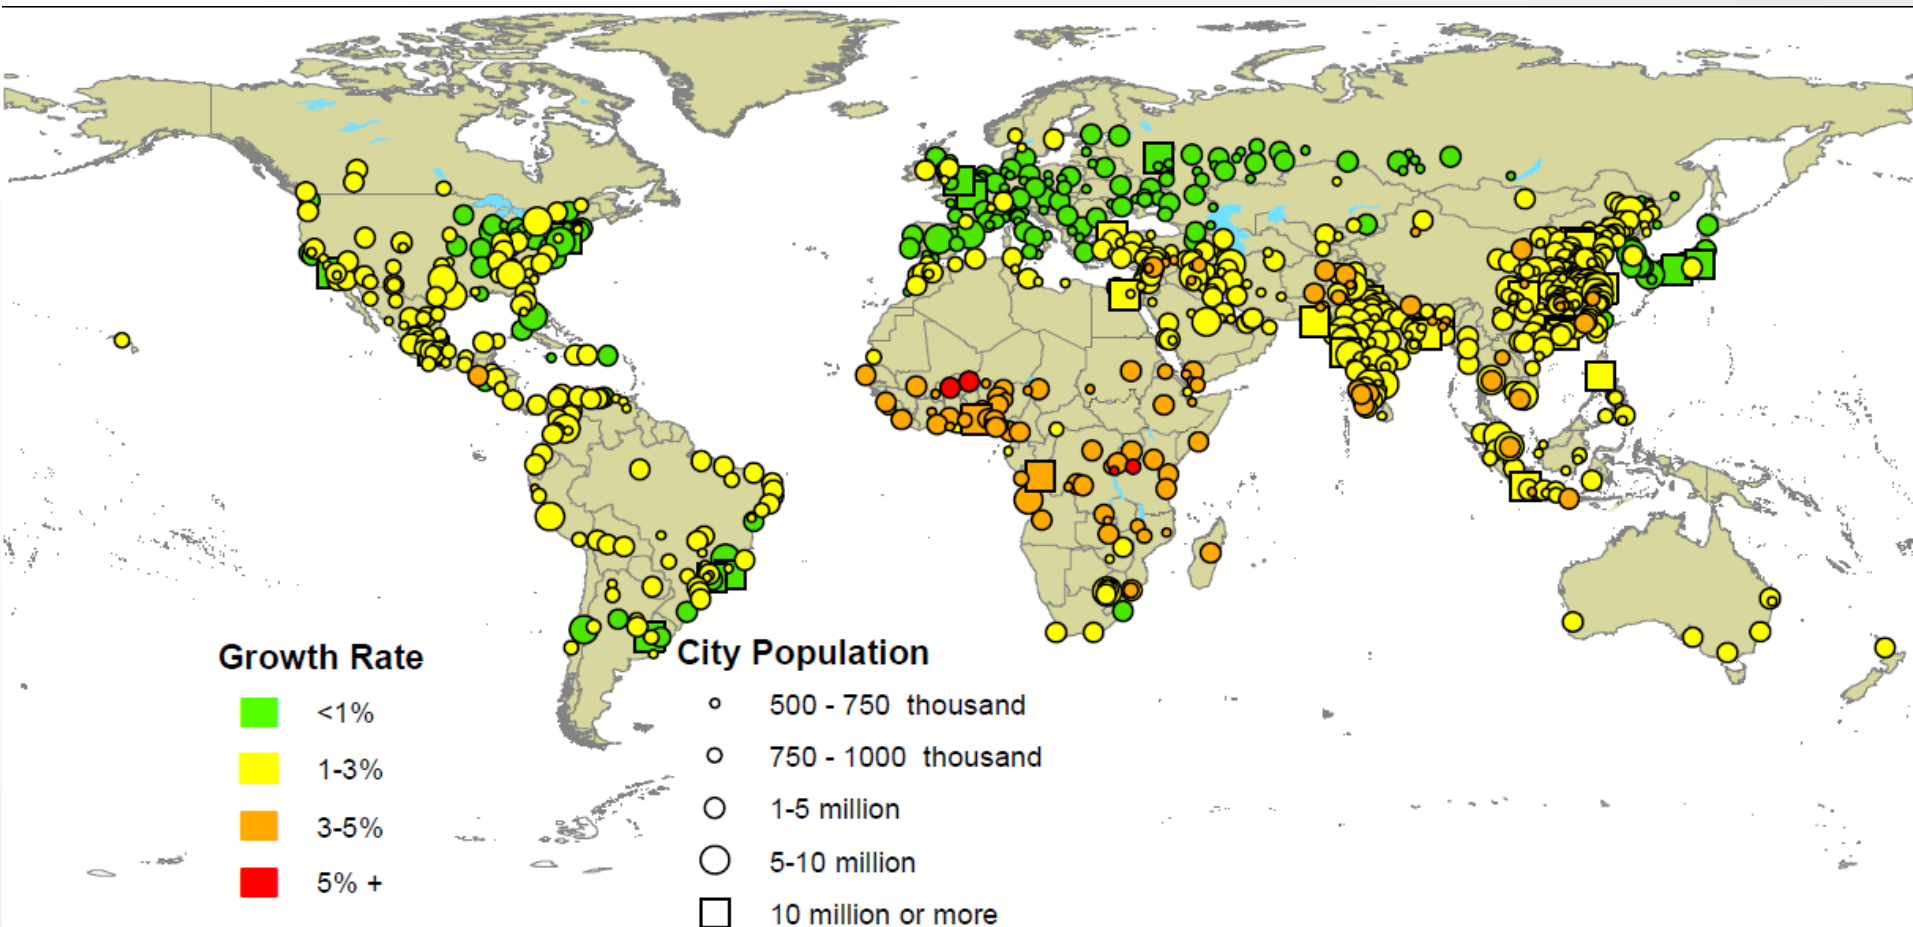 Growth Rate
<1%
1-3%
3-5%
5% +
City Population
500 - 750 thousand
750 - 1000 thousand
1-5 million
5-10 million
10 million or more